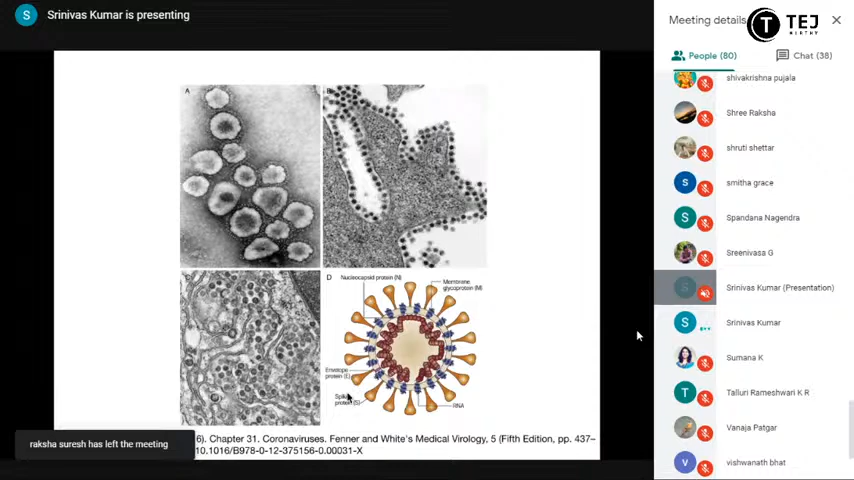 S
Srinivas Kumar is presenting
Meeting details
T
TEJ
People (80)
Chat (38)
shivakrishna pujala
Shree Raksha
shruti shettar
s
smitha grace
S
Spandana Nagendra
Sreenivasa G
Srinivas Kumar (Presentation)
S
Srinivas Kumar
Sumana K
T
Talluri Rameshwari K R
Vanaja Patgar
V
vishwanath bhat
A
B
C
D
Nucleocapsid protein (N)
Membrane
glycoprotein (M)
Envelope
protein (E)
protein (S)
RNA
6). Chapter 31. Coronaviruses. Fenner and White's Medical Virology, 5 (Fifth Edition, pp. 437–
10.1016/B978-0-12-375156-0.00031-X
raksha suresh has left the meeting